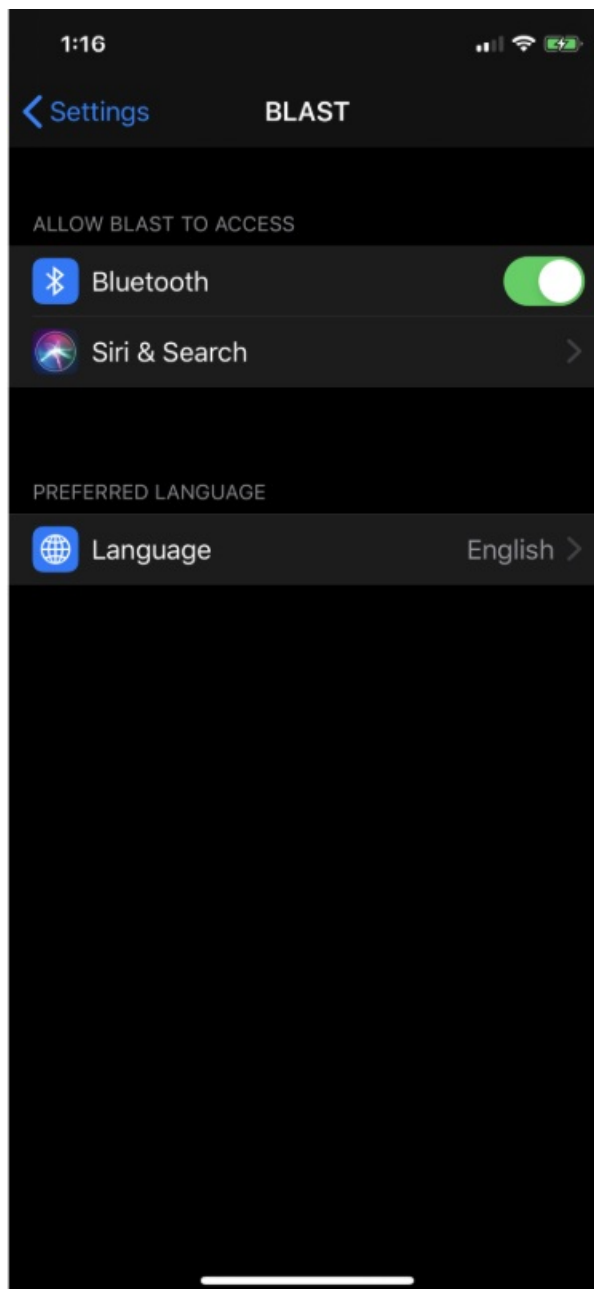 1:16
Settings BLAST
ALLOW BLAST TO ACCESS
Bluetooth
Siri & Search
PREFERRED LANGUAGE
Language English